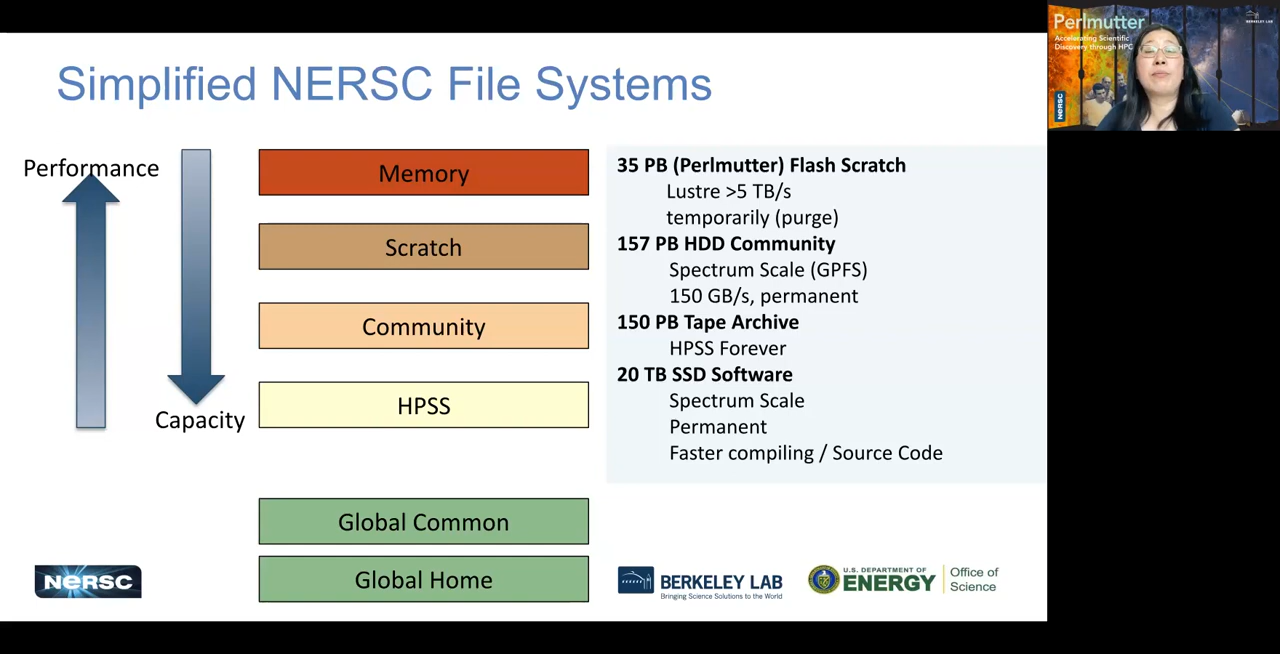 Simplified NERSC File Systems
Performance
Capacity
Memory
Scratch
Community
HPSS
Global Common
Global Home
35 PB (Perlmutter) Flash Scratch
Lustre >5 TB/s
temporarily (purge)
157 PB HDD Community
Spectrum Scale (GPFS)
150 GB/s, permanent
150 PB Tape Archive
HPSS Forever
20 TB SSD Software
Spectrum Scale
Permanent
Faster compiling / Source Code
NERSC
BERKELEY LAB
Bringing Science Solutions to the World
U.S. DEPARTMENT OF
ENERGY
Office of
Science
Perlmutter
Accelerating Scientific
Discovery through HPC
BERKELEY LAB
NERSC